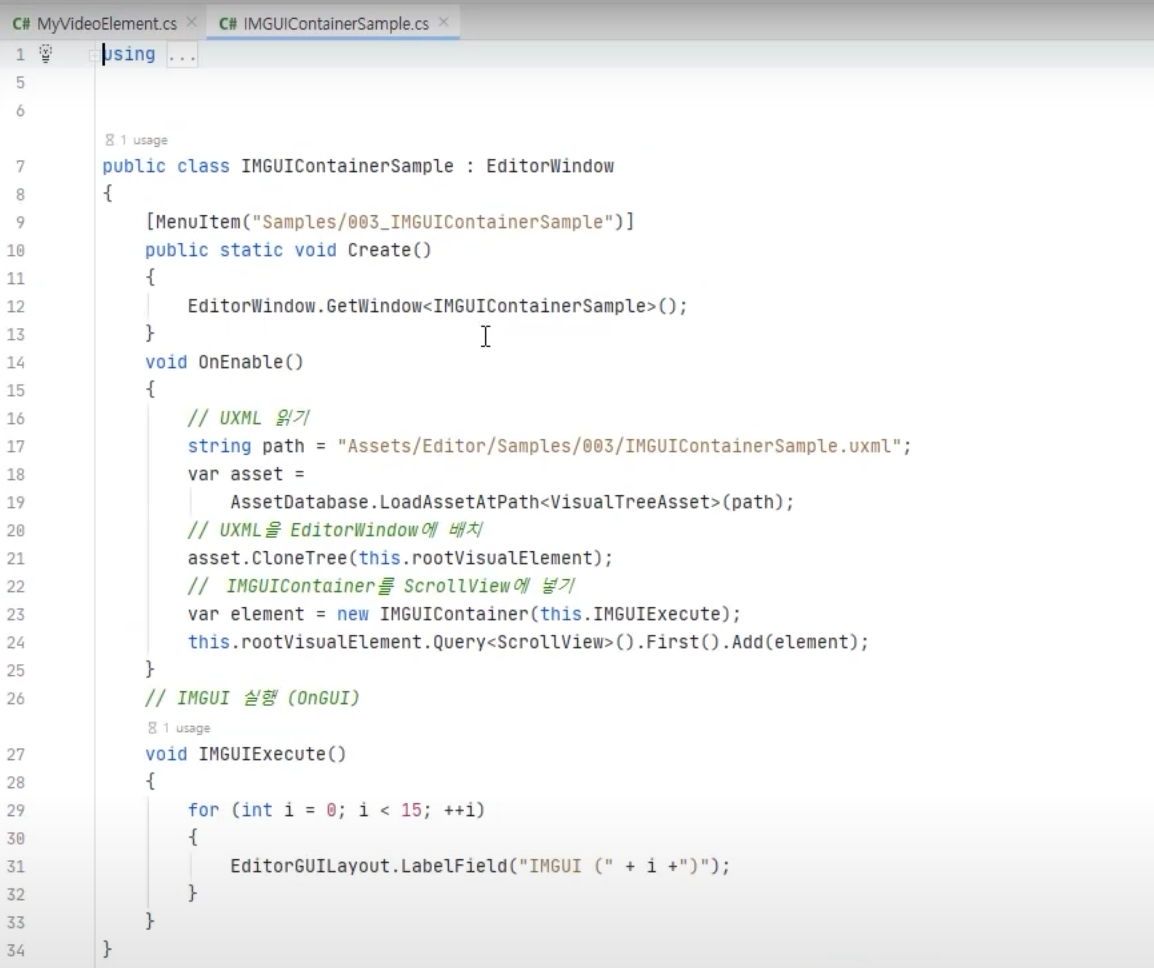 C# MyVideoElement.cs × C# IMGUIContainerSample.cs ×
1 using ...
5
6
1 usage
7 public class IMGUIContainerSample : EditorWindow
8 {
9 [MenuItem("Samples/003_IMGUIContainerSample")]
10 public static void Create()
11 {
12 EditorWindow.GetWindow<IMGUIContainerSample>();
13 }
14 void OnEnable()
15 {
16 // UXML 읽기
17 string path = "Assets/Editor/Samples/003/IMGUIContainerSample.uxml";
18 var asset =
19 AssetDatabase.LoadAssetAtPath<VisualTreeAsset>(path);
20 // UXML을 EditorWindow에 배치
21 asset.CloneTree(this.rootVisualElement);
22 // IMGUIContainer를 ScrollView에 넣기
23 var element = new IMGUIContainer(this.IMGUIExecute);
24 this.rootVisualElement.Query<ScrollView>().First().Add(element);
25 }
26 // IMGUI 실행 (OnGUI)
1 usage
27 void IMGUIExecute()
28 {
29 for (int i = 0; i < 15; ++i)
30 {
31 EditorGUILayout.LabelField("IMGUI (" + i +")");
32 }
33 }
34 }